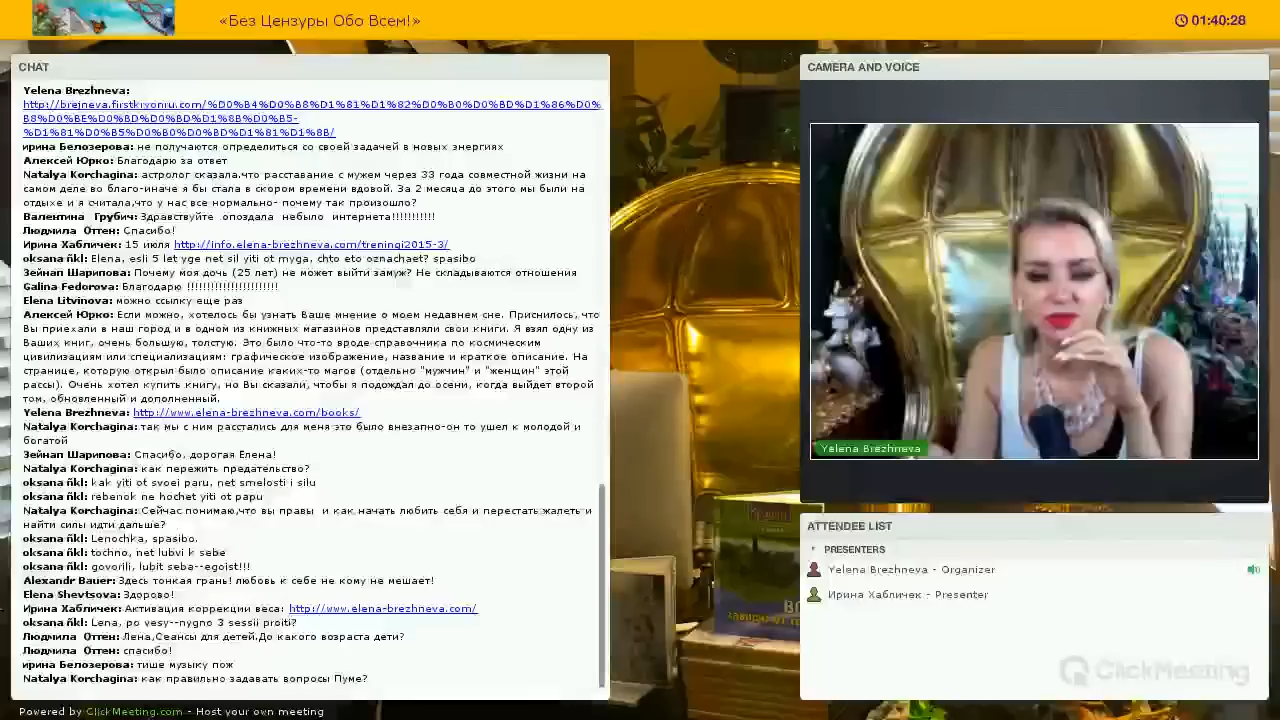 «Без Цензуры Обо Всем!»
01:40:28
CHAT
Yelena Brezhneva:
http://brejneva.firstkivoniu.com/%D0%B4%D0%B8%D1%81%D1%82%D0%B0%D0%BD%D1%86%D0%
B8%D0%BE%D0%BD%D0%BD%D1%8B%D0%B5-
%D1%81%D0%B5%D0%B0%D0%BD%D1%81%D1%8B/
ирина Белозерова: не получаются определиться со своей задачей в новых энергиях
Алексей Юрко: Благодарю за ответ
Natalya Korchagina: астролог сказала.что расставание с мужем через 33 года совместной жизни на
самом деле во благо-иначе я бы стала в скором времени вдовой. За 2 месяца до этого мы были на
отдыхе и я считала,что у нас все нормально- почему так произошло?
Валентина Грубич: Здравствуйте опоздала небыло интернета!!!!!!!!!!!
Людмила Оттен: Спасибо!
Ирина Хабличек: 15 июля http://info.elena-brezhneva.com/treningi2015-3/
oksana ñkl: Elena, esli 5 let yge net sil yiti ot myga, chto eto oznachaet? spasibo
Зейнап Шарипова: Почему моя дочь (25 лет) не может выйти замуж? Не складываются отношения
Galina Fedorova: Благодарю !!!!!!!!!!!!!!!!!!!!!!!
Elena Litvinova: можно ссылку еще раз
Алексей Юрко: Если можно, хотелось бы узнать Ваше мнение о моем недавнем сне. Приснилось, что
Вы приехали в наш город и в одном из книжных магазинов представляли свои книги. Я взял одну из
Ваших книг, очень большую, толстую. Это было что-то вроде справочника по космическим
цивилизациям или специализациям: графическое изображение, название и краткое описание. На
странице, которую открыл было описание каких-то магов (отдельно "мужчин" и "женщин" этой
рассы). Очень хотел купить книгу, но Вы сказали, чтобы я подождал до осени, когда выйдет второй
том, обновленный и дополненный.
Yelena Brezhneva: http://www.elena-brezhneva.com/books/
Natalya Korchagina: так мы с ним расстались для меня это было внезапно-он то ушел к молодой и
богатой
Зейнап Шарипова: Спасибо, дорогая Елена!
Natalya Korchagina: как пережить предательство?
oksana ñkl: kak yiti ot svoei paru, net smelosti i silu
oksana ñkl: rebenok ne hochet yiti ot papu
Natalya Korchagina: Сейчас понимаю,что вы правы и как начать любить себя и перестать жалеть и
найти силы идти дальше?
oksana ñkl: Lenochka, spasibo.
oksana ñkl: tochno, net lubvi k sebe
oksana ñkl: govorili, lubit seba--egoist!!!
Alexandr Bauer: Здесь тонкая грань! любовь к себе не кому не мешает!
Elena Shevtsova: Здорово!
Ирина Хабличек: Активация коррекции веса: http://www.elena-brezhneva.com/
oksana ñkl: Lena, po vesy--nygno 3 sessii proiti?
Людмила Оттен: Лена,Сеансы для детей.До какого возраста дети?
Людмила Оттен: спасибо!
ирина Белозерова: тише музыку пож
Natalya Korchagina: как правильно задавать вопросы Пуме?
Powered by ClickMeeting.com - Host your own meeting
CAMERA AND VOICE
Yelena Brezhneva
ATTENDEE LIST
PRESENTERS
Yelena Brezhneva - Organizer
Ирина Хабличек - Presenter
ClickMeeting